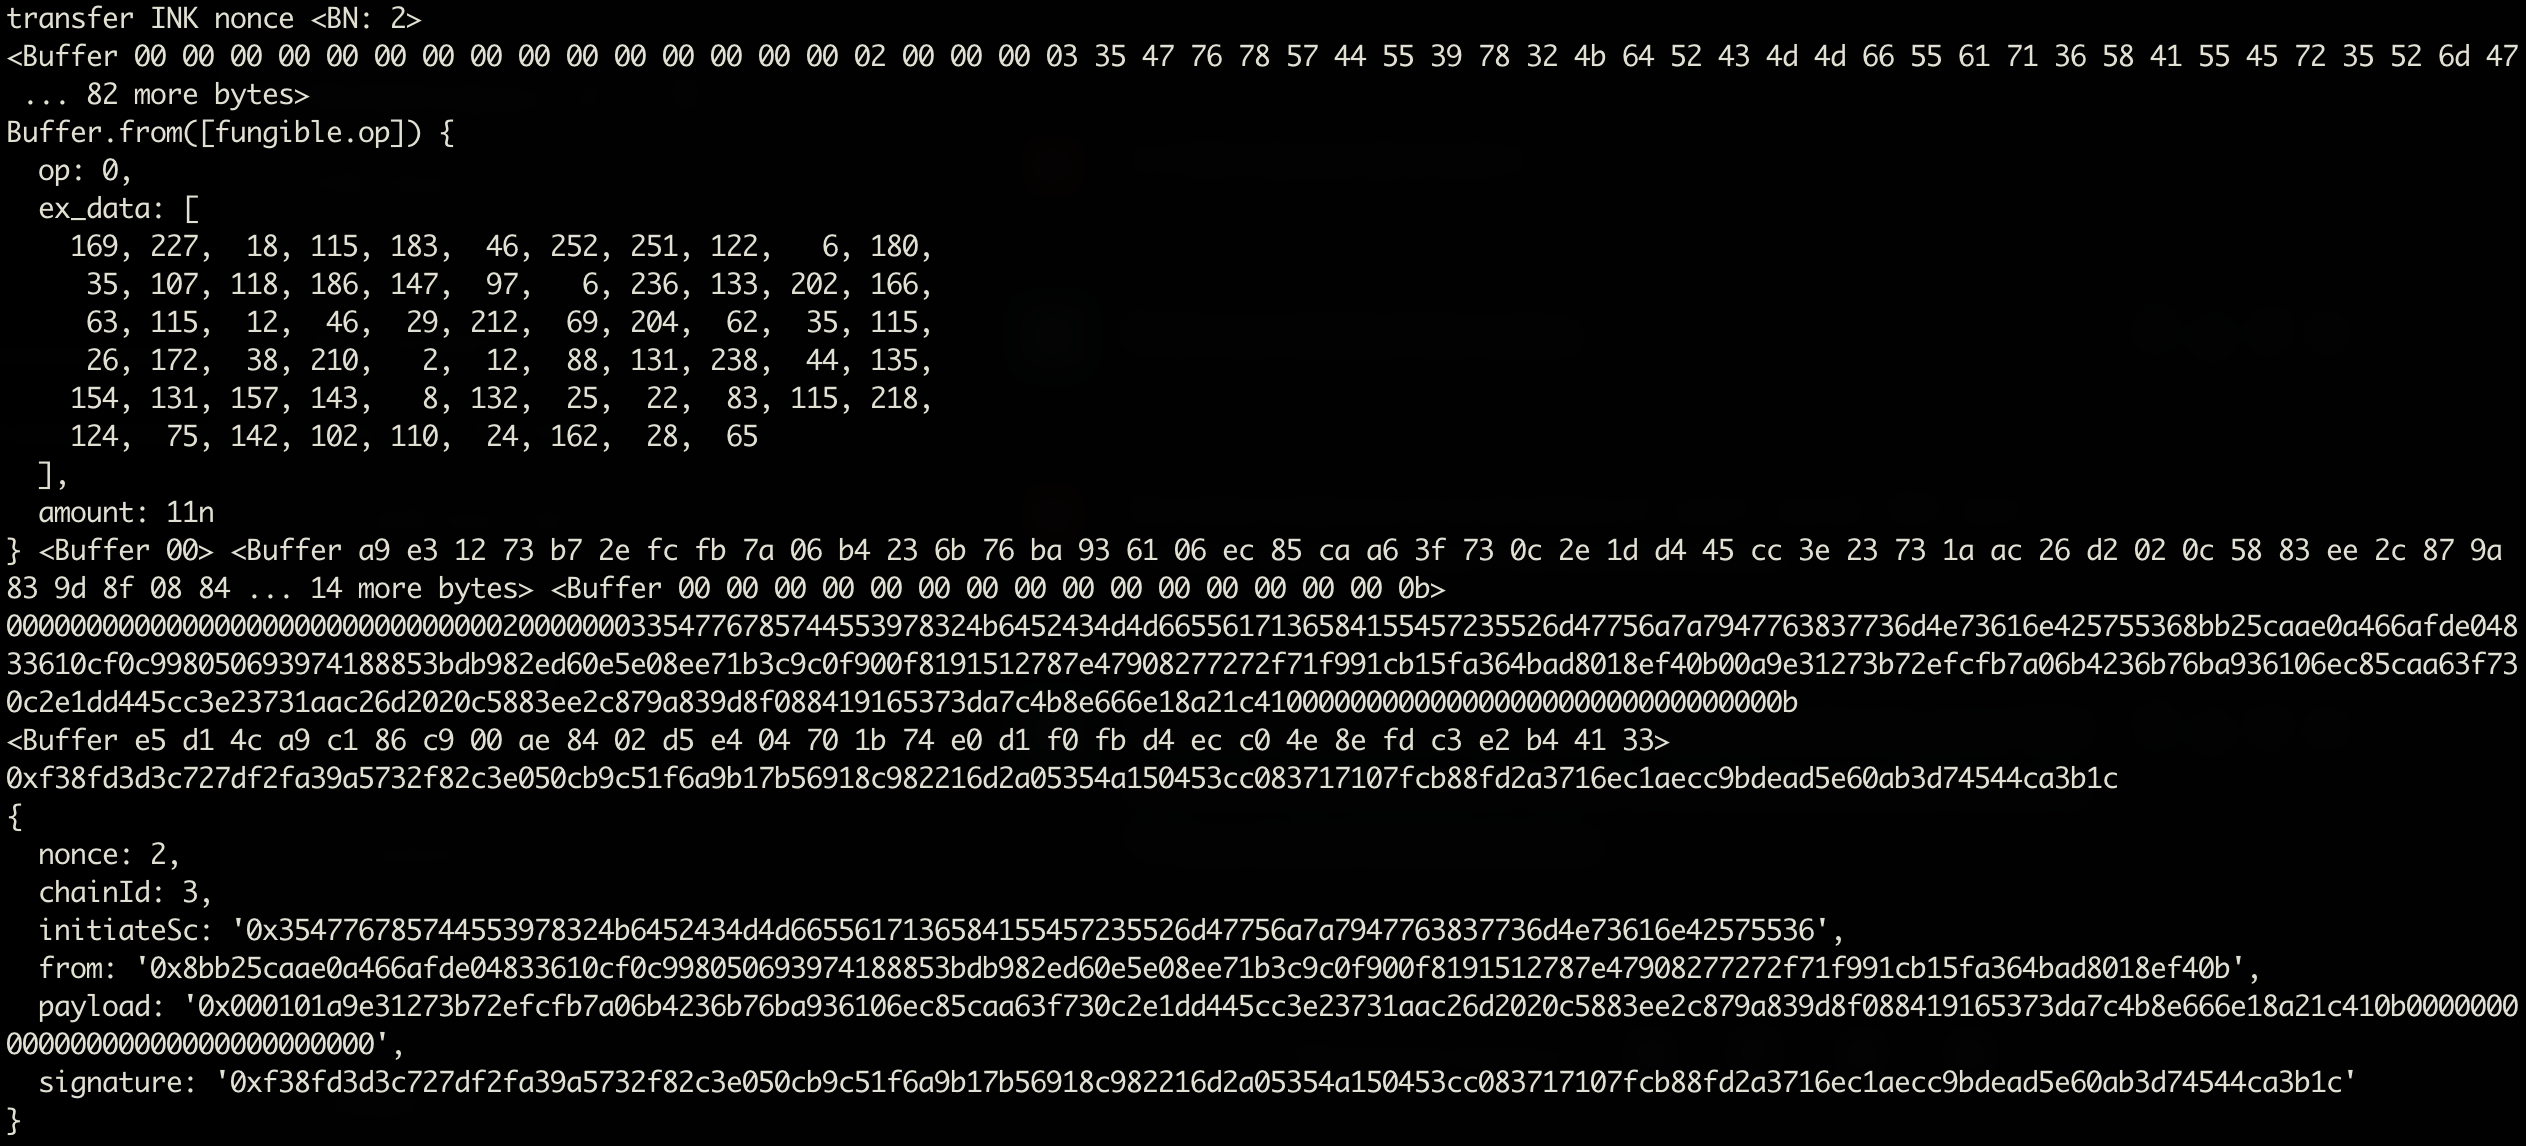 transfer INK nonce <BN: 2>
<Buffer 00 00 00 00 00 00 00 00 00 00 00 00 00 00 00 02 00 00 00 03 35 47 76 78 57 44 55 39 78 32 4b 64 52 43 4d 4d 66 55 61 71 36 58 41 55 45 72 35 52 6d 47
 ... 82 more bytes>
Buffer.from([fungible.op]) {
  op: 0,
  ex_data: [
    169, 227,  18, 115, 183,  46, 252, 251, 122,   6, 180,
     35, 107, 118, 186, 147,  97,   6, 236, 133, 202, 166,
     63, 115,  12,  46,  29, 212,  69, 204,  62,  35, 115,
     26, 172,  38, 210,   2,  12,  88, 131, 238,  44, 135,
    154, 131, 157, 143,   8, 132,  25,  22,  83, 115, 218,
    124,  75, 142, 102, 110,  24, 162,  28,  65
  ],
  amount: 11n
} <Buffer 00> <Buffer a9 e3 12 73 b7 2e fc fb 7a 06 b4 23 6b 76 ba 93 61 06 ec 85 ca a6 3f 73 0c 2e 1d d4 45 cc 3e 23 73 1a ac 26 d2 02 0c 58 83 ee 2c 87 9a
83 9d 8f 08 84 ... 14 more bytes> <Buffer 00 00 00 00 00 00 00 00 00 00 00 00 00 00 00 0b>
00000000000000000000000000000002000000033547767857445539783​24b6452434d4d66556171365841554572355​26d47756a7a7947763837736d4e73616e425755368bb25caae0a466afde048
33610cf0c998050693974188853bdb982ed60e5e08ee71b3c9c0f900f8191512787e47908277272f71f991cb15fa364bad8018ef40b00a9e31273b72efcfb7a06b4236b76ba936106ec85caa63f73
0c2e1dd445cc3e23731aac26d2020c5883ee2c879a839d8f088419165373da7c4b8e666e18a21c410000000000000000000000000000000b
<Buffer e5 d1 4c a9 c1 86 c9 00 ae 84 02 d5 e4 04 70 1b 74 e0 d1 f0 fb d4 ec c0 4e 8e fd c3 e2 b4 41 33>
0xf38fd3d3c727df2fa39a5732f82c3e050cb9c51f6a9b17b56918c982216d2a05354a150453cc083717107fcb88fd2a3716ec1aecc9bdead5e60ab3d74544ca3b1c
{
  nonce: 2,
  chainId: 3,
  initiateSc: '0x354776785744553978324b6452434d4d6655617136584155457235526d47756a7a7947763837736d4e73616e42575536',
  from: '0x8bb25caae0a466afde04833610cf0c998050693974188853bdb982ed60e5e08ee71b3c9c0f900f8191512787e47908277272f71f991cb15fa364bad8018ef40b',
  payload: '0x000101a9e31273b72efcfb7a06b4236b76ba936106ec85caa63f730c2e1dd445cc3e23731aac26d2020c5883ee2c879a839d8f088419165373da7c4b8e666e18a21c410b0000000
00000000000000000000000',
  signature: '0xf38fd3d3c727df2fa39a5732f82c3e050cb9c51f6a9b17b56918c982216d2a05354a150453cc083717107fcb88fd2a3716ec1aecc9bdead5e60ab3d74544ca3b1c'
}